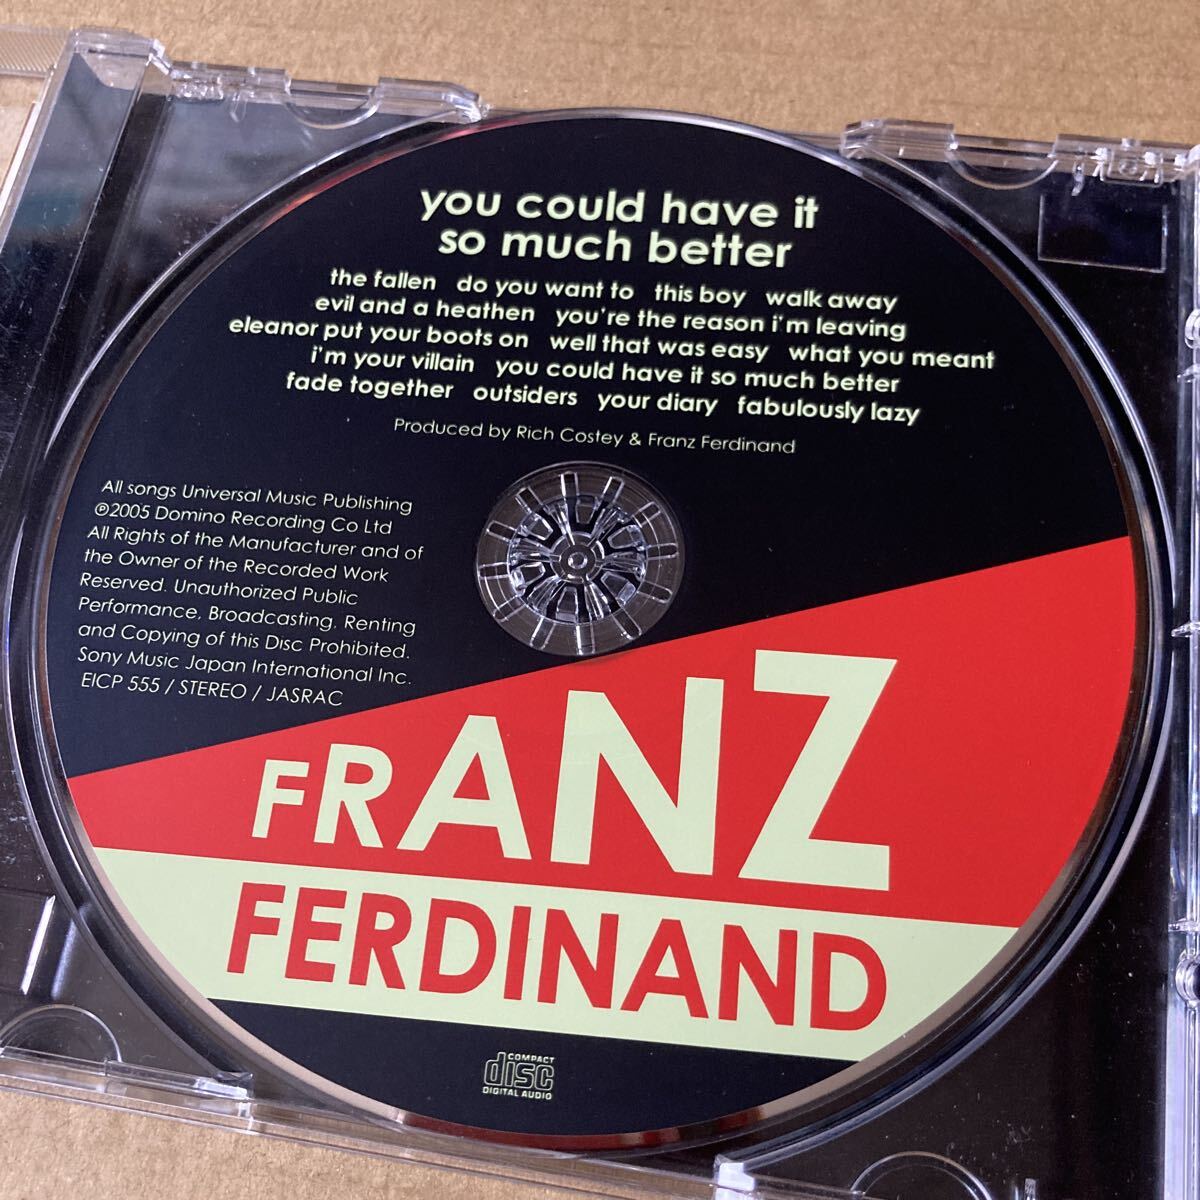 you could have it
so much better
the fallen do you want to this boy walk away
evil and a heathen you're the reason i'm leaving
eleanor put your boots on well that was easy what you meant
i'm your villain you could have it so much better
fade together outsiders your diary fabulously lazy
Produced by Rich Costey & Franz Ferdinand
All songs Universal Music Publishing
℗2005 Domino Recording Co Ltd
All Rights of the Manufacturer and of
the Owner of the Recorded Work
Reserved. Unauthorized Public
Performance, Broadcasting, Renting
and Copying of this Disc Prohibited.
Sony Music Japan International Inc.
EICP 555 / STEREO / JASRAC
FRANZ
FERDINAND
COMPACT
disc
DIGITAL AUDIO